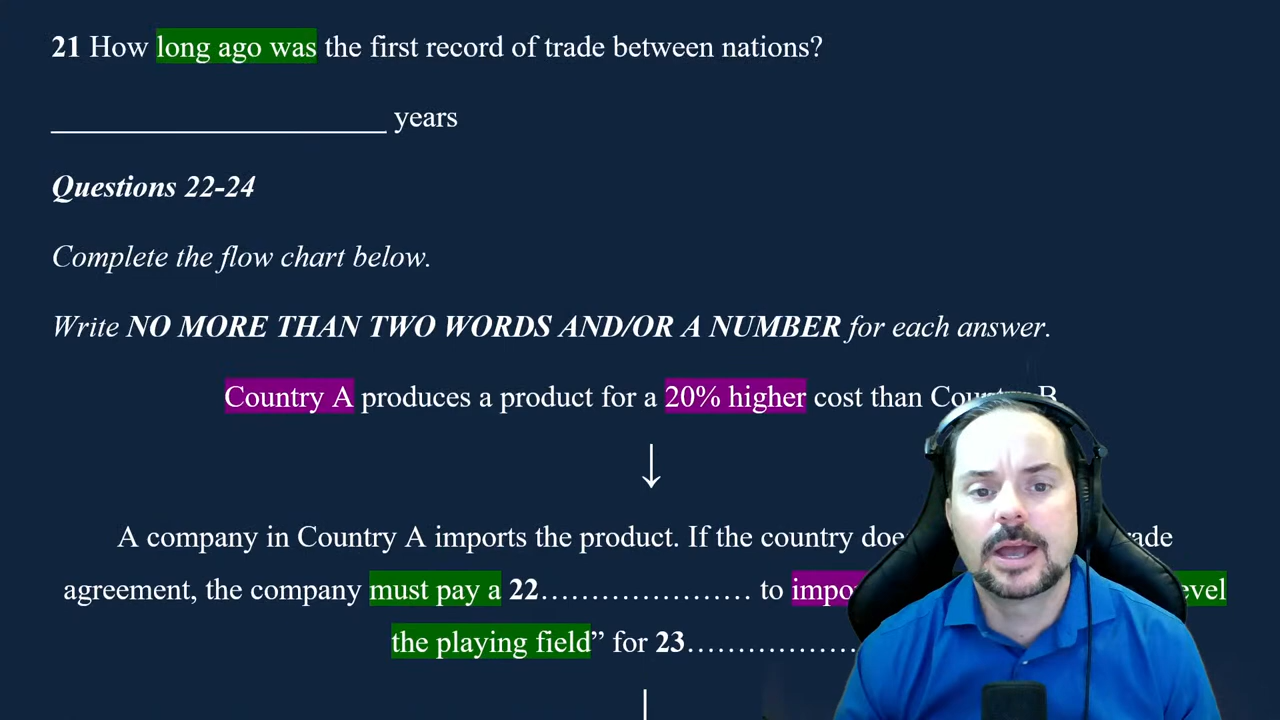 21 How long ago was the first record of trade between nations?
______________________ years
Questions 22-24
Complete the flow chart below.
Write NO MORE THAN TWO WORDS AND/OR A NUMBER for each answer.
Country A produces a product for a 20% higher cost than Country B
↓
A company in Country A imports the product. If the country
agreement, the company must pay a 22………………… to
the playing field” for 23……………